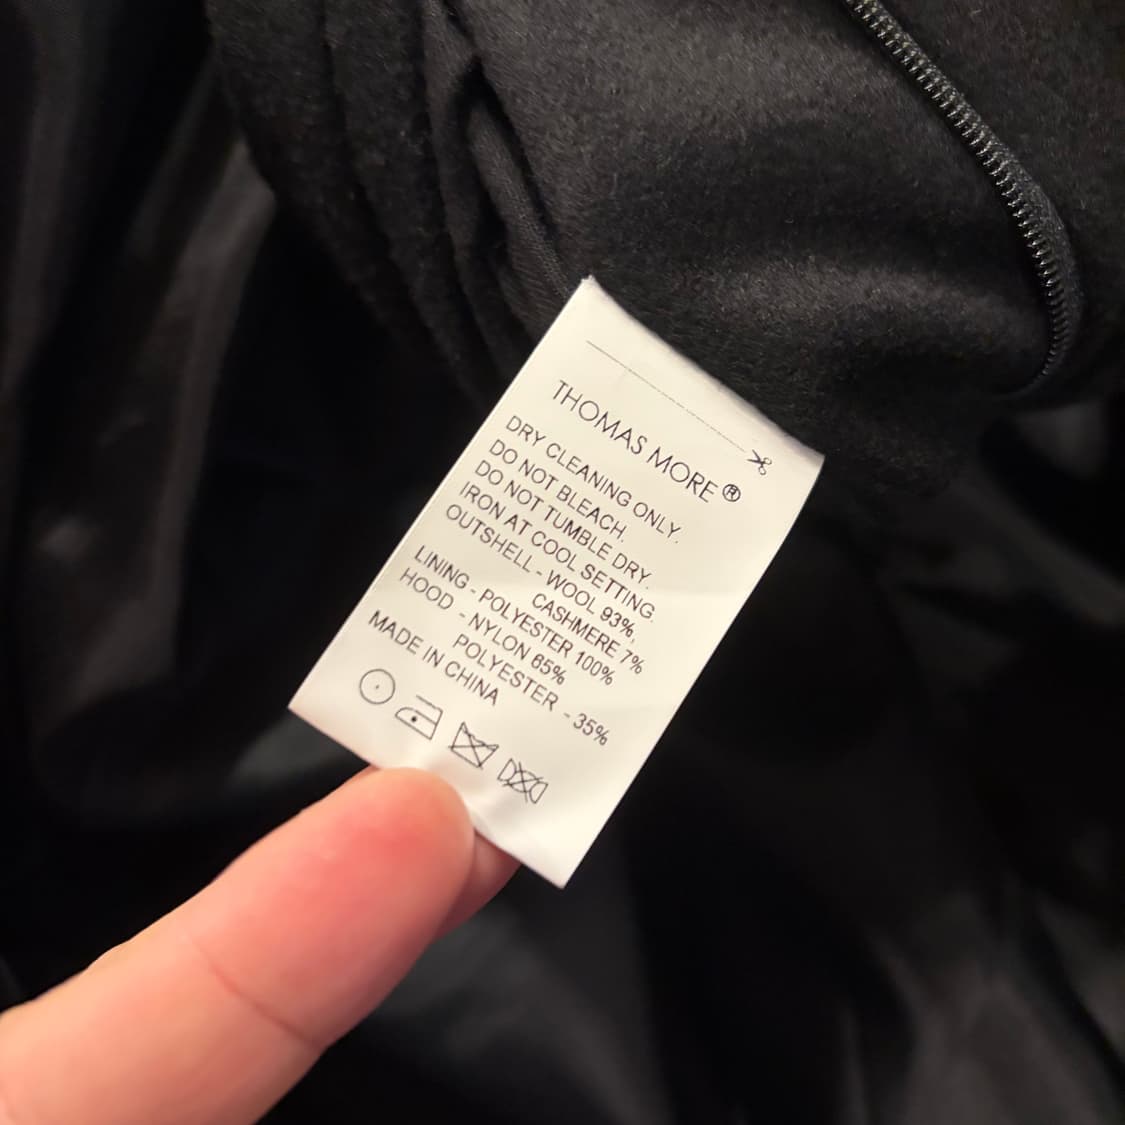 THOMAS MORE ®
DRY CLEANING ONLY.
DO NOT BLEACH.
DO NOT TUMBLE DRY.
IRON AT COOL SETTING.
OUTSHELL - WOOL 93%,
CASHMERE 7%
LINING - POLYESTER 100%
HOOD - NYLON 65%
POLYESTER - 35%
MADE IN CHINA